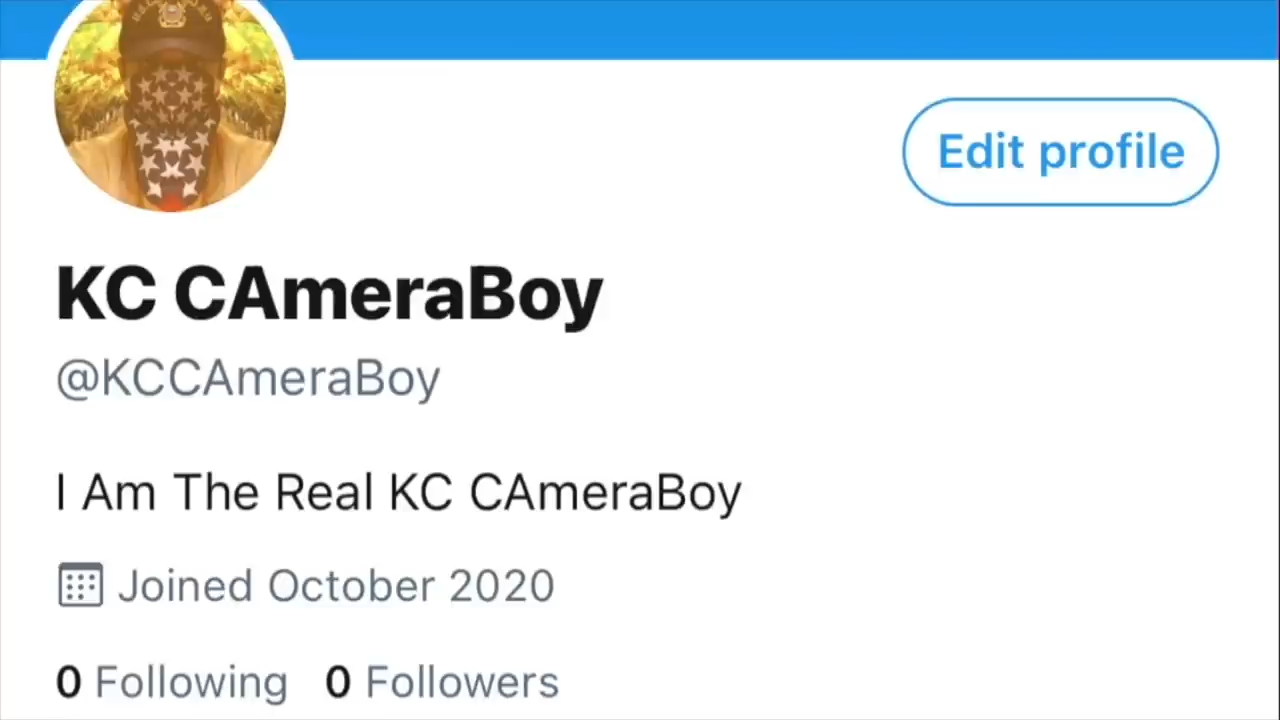 Edit profile
KC CAmeraBoy
@KCCAmeraBoy
I Am The Real KC CAmeraBoy
Joined October 2020
0 Following 0 Followers